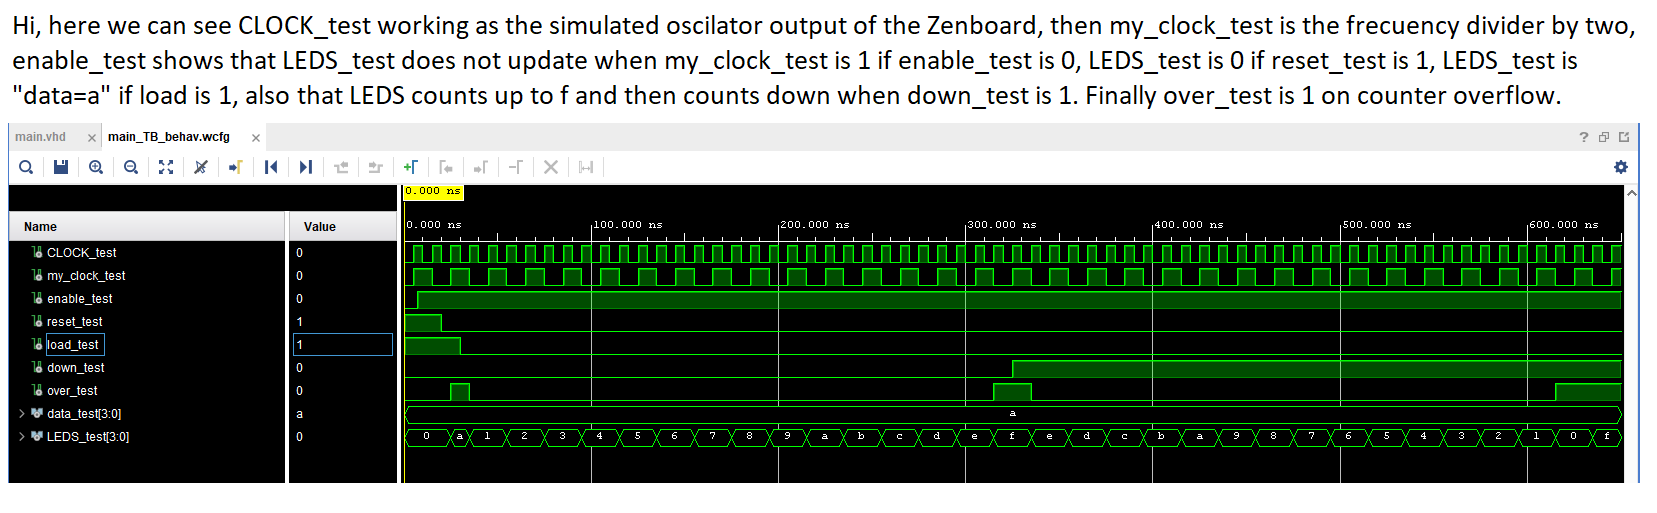 Hi, here we can see CLOCK_test working as the simulated oscilator output of the Zenboard, then my_clock_test is the frecuency divider by two,
enable_test shows that LEDS_test does not update when my_clock_test is 1 if enable_test is 0, LEDS_test is 0 if reset_test is 1, LEDS_test is
"data=a" if load is 1, also that LEDS counts up to f and then counts down when down_test is 1. Finally over_test is 1 on counter overflow.
main.vhd × main_TB_behav.wcfg ×
0.000 ns
Name Value 0.000 ns 100.000 ns 200.000 ns 300.000 ns 400.000 ns 500.000 ns 600.000 ns
CLOCK_test 0
my_clock_test 0
enable_test 0
reset_test 1
load_test 1
down_test 0
over_test 0
data_test[3:0] a a
LEDS_test[3:0] 0 0 a 1 2 3 4 5 6 7 8 9 a b c d e f e d c b a 9 8 7 6 5 4 3 2 1 0 f